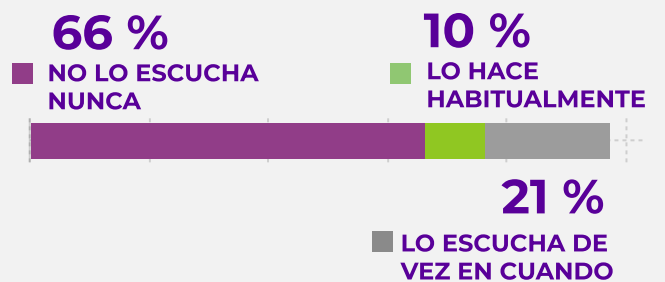 66 %
NO LO ESCUCHA
NUNCA
10 %
LO HACE
HABITUALMENTE
21 %
LO ESCUCHA DE
VEZ EN CUANDO